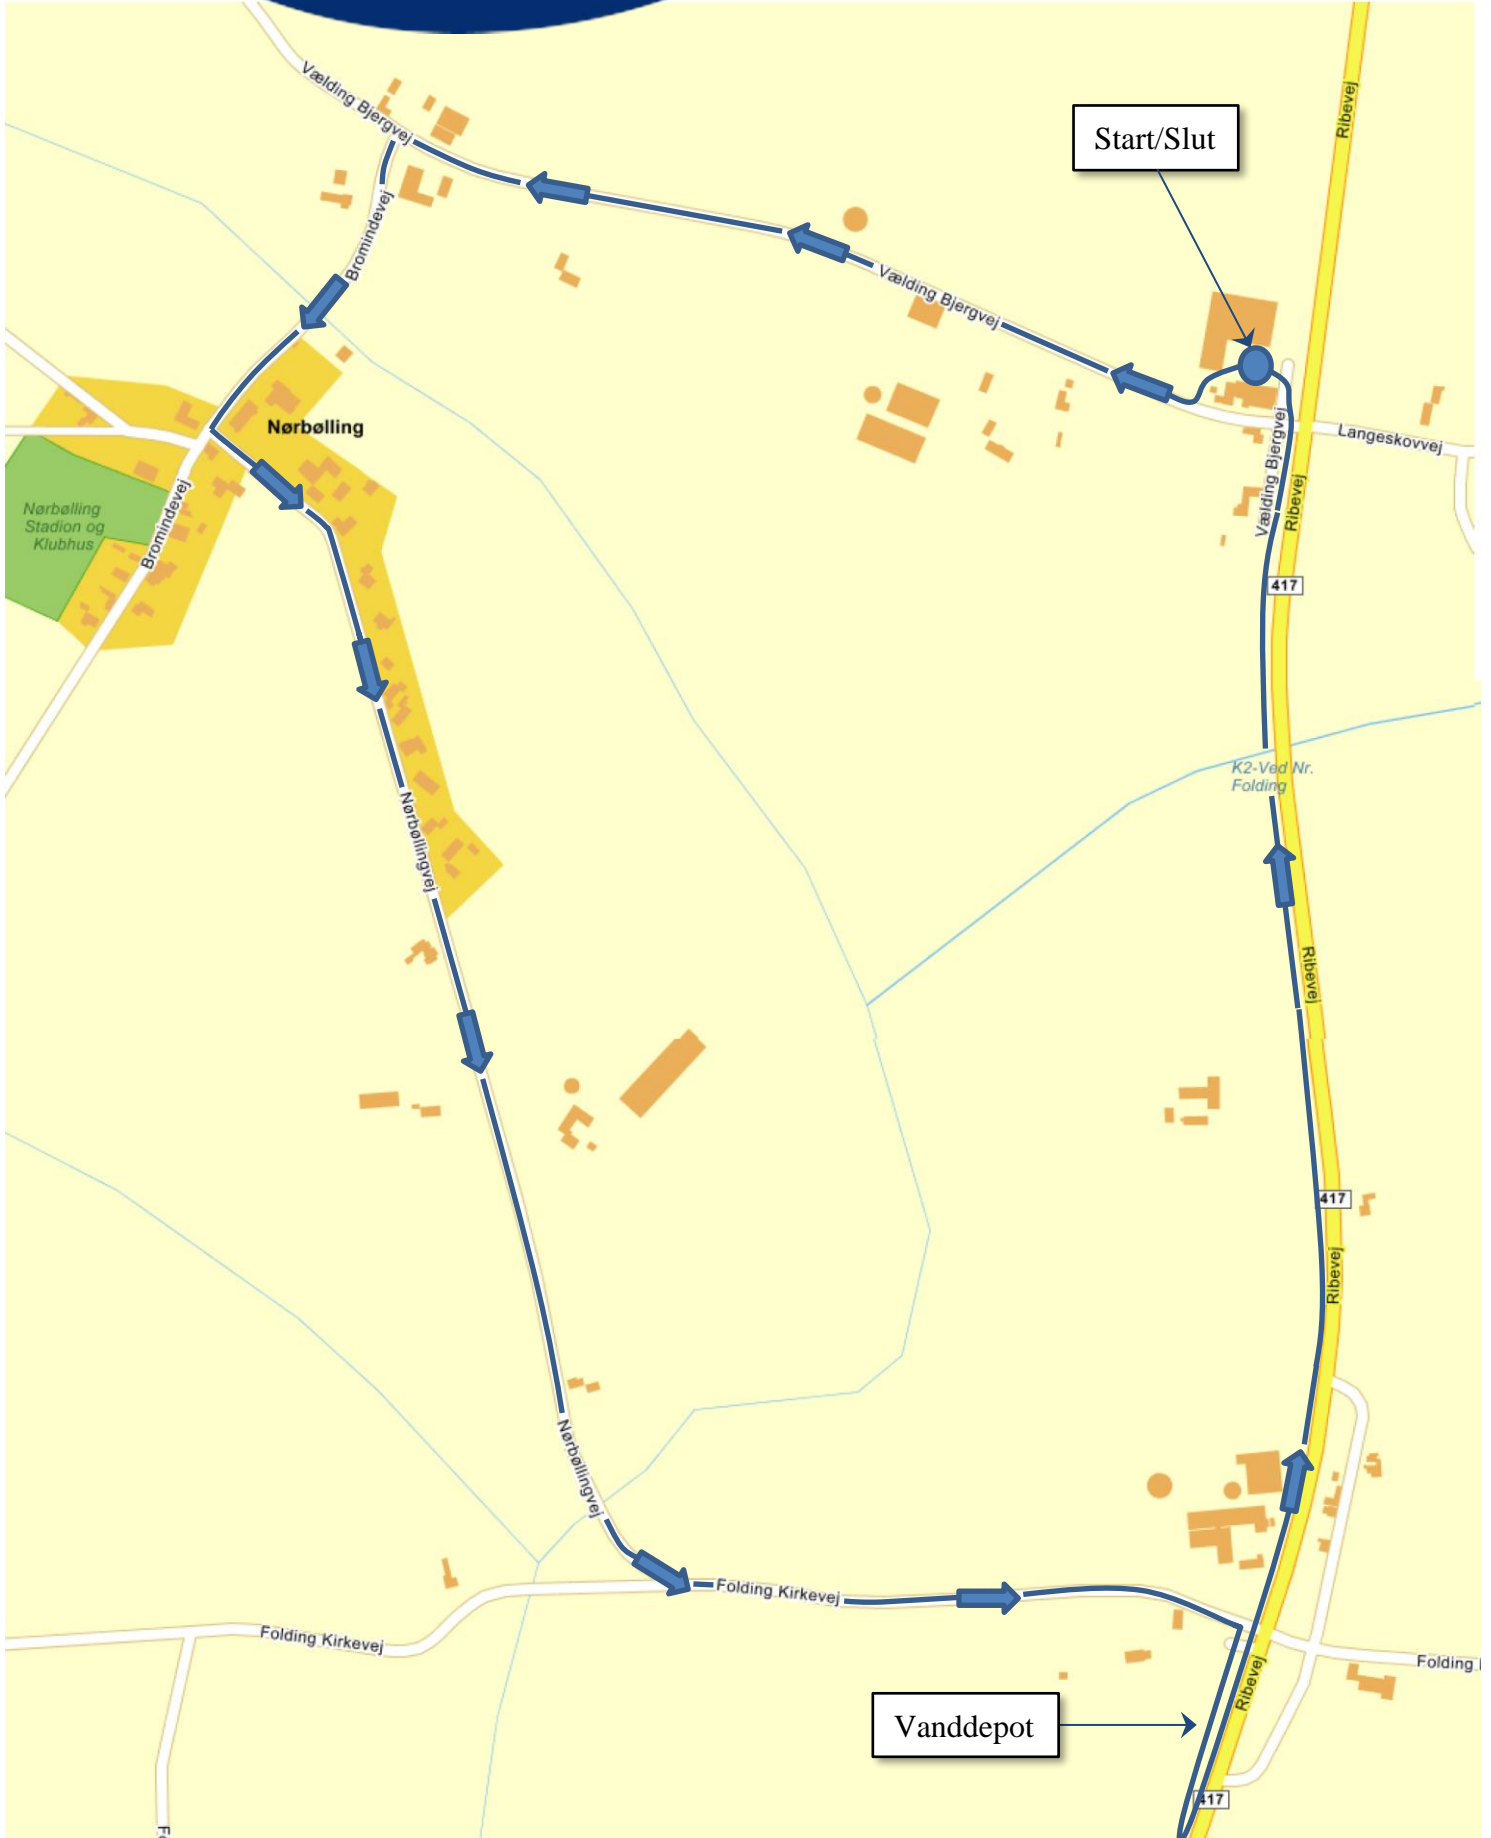 Vælding Bjergvej
Ribevej
Start/Slut
Bromindevej
Vælding Bjergvej
Nørbølling
Langeskovvej
Vælding Bjergvej
Ribevej
Nørbølling
Stadion og
Klubhus
Bromindevej
417
K2-Ved Nr.
Folding
Nørbøllingvej
Ribevej
417
Ribevej
Nørbøllingvej
Folding Kirkevej
Folding Kirkevej
Folding
Ribevej
Vanddepot
417
Fo